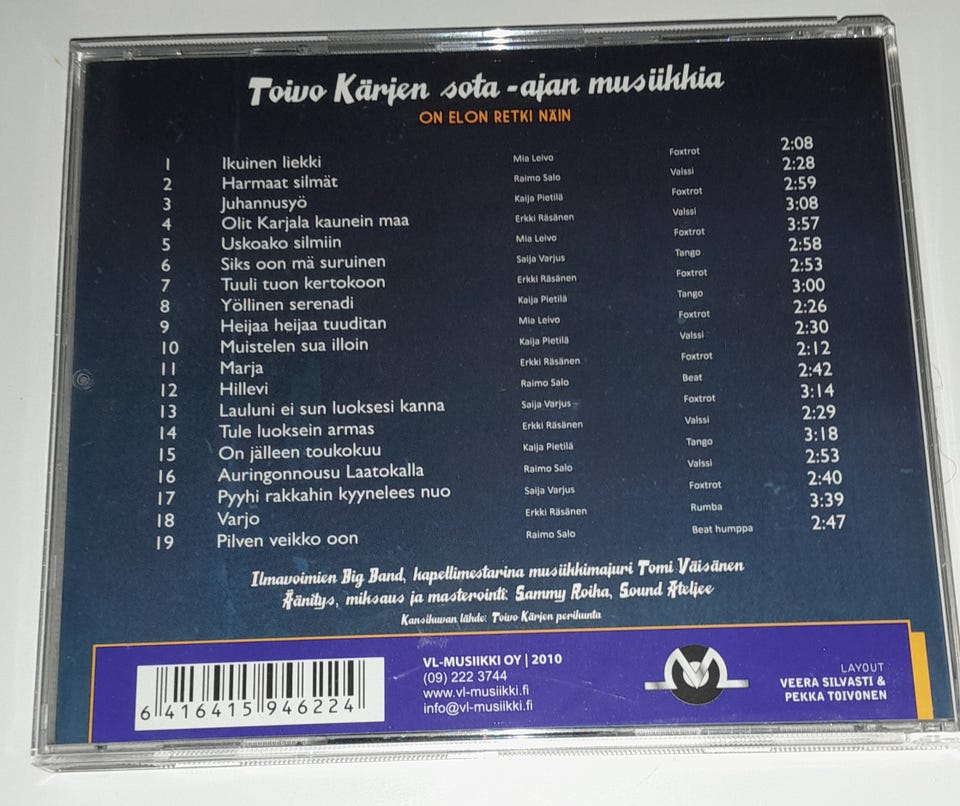 Toivo Kärjen sota-ajan musiikkia
ON ELON RETKI NÄIN
1 Ikuinen liekki Mia Leivo Foxtrot 2:08
2 Harmaat silmät Raimo Salo Valssi 2:28
3 Juhannusyö Kaija Pietilä Foxtrot 2:59
4 Olit Karjala kaunein maa Erkki Räsänen Valssi 3:08
5 Uskoako silmiin Mia Leivo Foxtrot 3:57
6 Siks oon mä suruinen Saija Varjus Tango 2:58
7 Tuuli tuon kertokoon Erkki Räsänen Foxtrot 2:53
8 Yöllinen serenadi Kaija Pietilä Tango 3:00
9 Heijaa heijaa tuuditan Mia Leivo Foxtrot 2:26
10 Muistelen sua illoin Kaija Pietilä Valssi 2:30
11 Marja Erkki Räsänen Foxtrot 2:12
12 Hillevi Raimo Salo Beat 2:42
13 Lauluni ei sun luoksesi kanna Saija Varjus Foxtrot 3:14
14 Tule luoksein armas Erkki Räsänen Valssi 2:29
15 On jälleen toukokuu Kaija Pietilä Tango 3:18
16 Auringonnousu Laatokalla Raimo Salo Valssi 2:53
17 Pyyhi rakkahin kyynelees nuo Saija Varjus Foxtrot 2:40
18 Varjo Erkki Räsänen Rumba 3:39
19 Pilven veikko oon Raimo Salo Beat humppa 2:47
Ilmavoimien Big Band, kapellimestarina musiikkimajuri Tomi Väisänen
Äänitys, miksaus ja masterointi: Sammy Roiha, Sound Ateljee
Kansikuvan lähde: Toivo Kärjen perikunta
VL-MUSIIKKI OY | 2010
(09) 222 3744
www.vl-musiikki.fi
info@vl-musiikki.fi
6 416415 946224
LAYOUT
VEERA SILVASTI &
PEKKA TOIVONEN